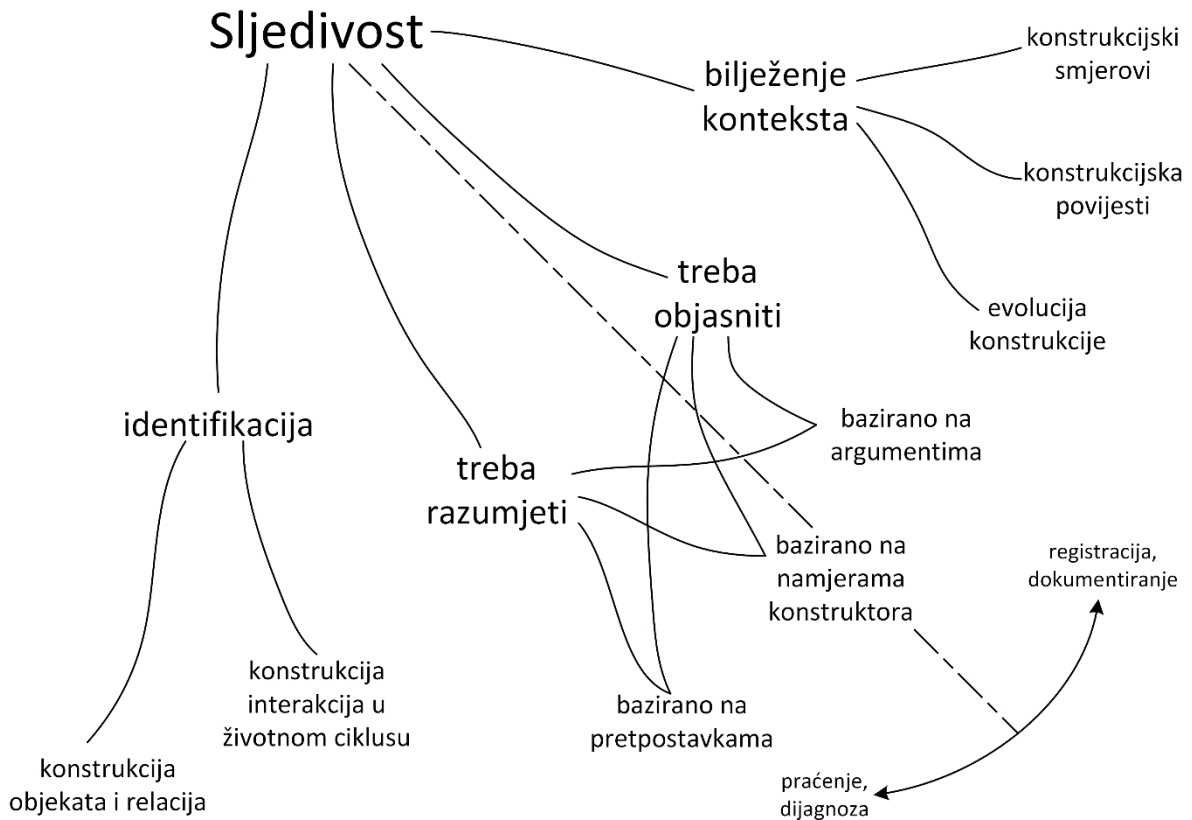 Sljedivost
bilježenje
konteksta
konstrukcijski
smjerovi
konstrukcijska
povijesti
evolucija
konstrukcije
treba
objasniti
identifikacija
treba
razumjeti
bazirano na
argumentima
bazirano na
namjerama
konstruktora
registracija,
dokumentiranje
konstrukcija
interakcija u
životnom ciklusu
bazirano na
pretpostavkama
konstrukcija
objekata i relacija
praćenje,
dijagnoza